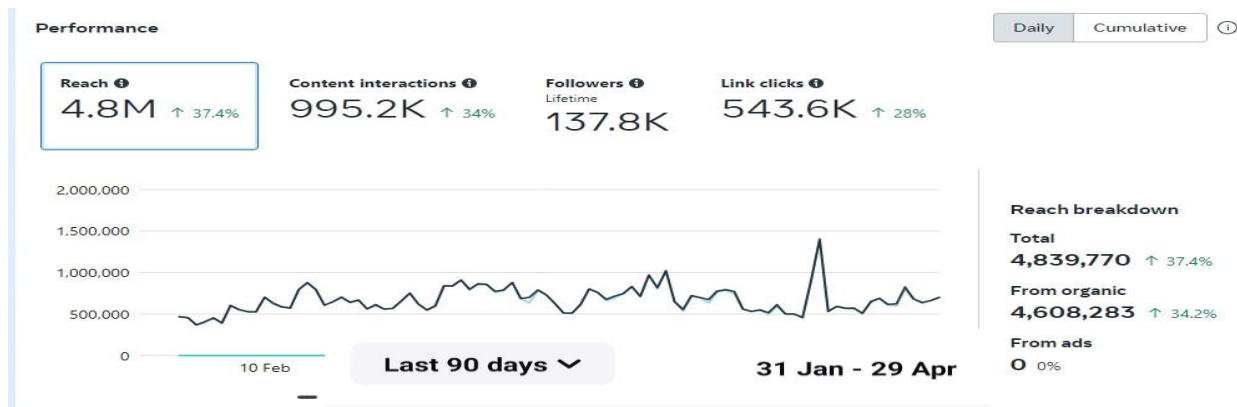 Performance
Daily Cumulative
Reach Content interactions Followers Link clicks
Lifetime
4.8M ↑ 37.4% 995.2K ↑ 34% 137.8K 543.6K ↑ 28%
2,000,000
1,500,000
1,000,000
500,000
0
10 Feb
Last 90 days
31 Jan - 29 Apr
Reach breakdown
Total
4,839,770 ↑ 37.4%
From organic
4,608,283 ↑ 34.2%
From ads
0 0%